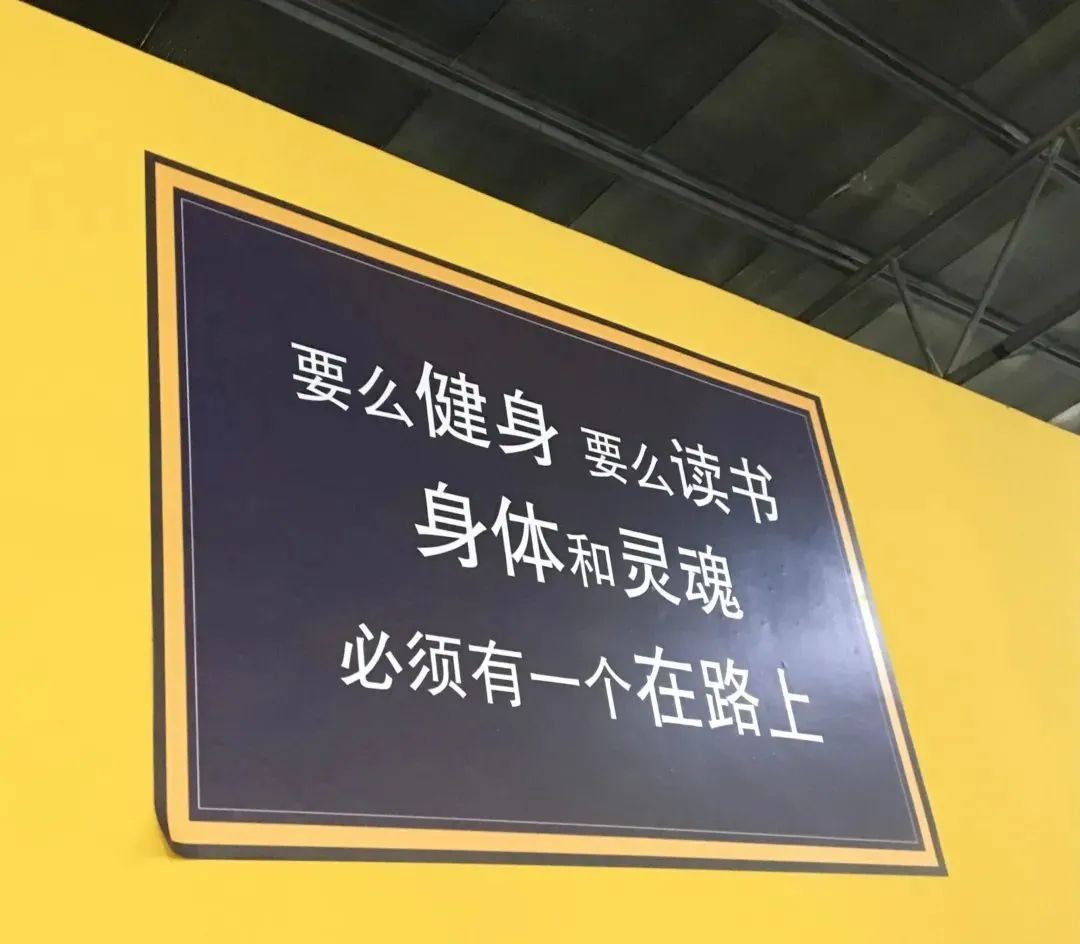 要么健身 要么读书
身体和灵魂
必须有一个在路上